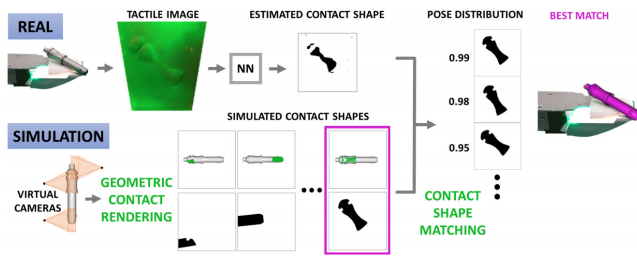 REAL
TACTILE IMAGE
NN
ESTIMATED CONTACT SHAPE
POSE DISTRIBUTION
0.99
0.98
0.95
BEST MATCH
SIMULATION
VIRTUAL
CAMERAS
GEOMETRIC
CONTACT
RENDERING
SIMULATED CONTACT SHAPES
CONTACT
SHAPE
MATCHING